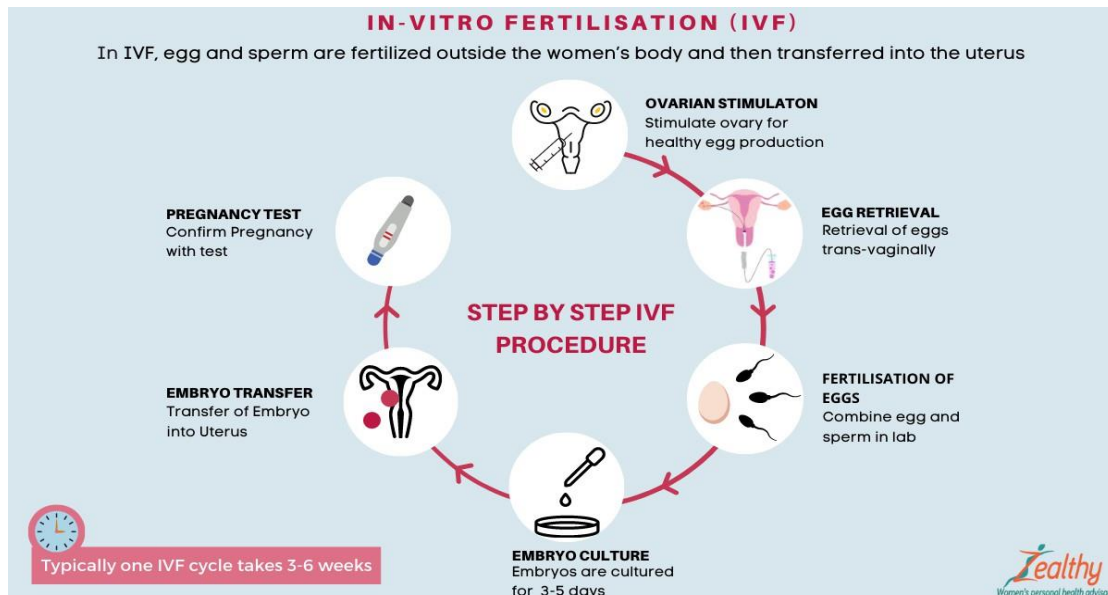 IN-VITRO FERTILISATION (IVF)
In IVF, egg and sperm are fertilized outside the women's body and then transferred into the uterus
OVARIAN STIMULATON
Stimulate ovary for
healthy egg production
EGG RETRIEVAL
Retrieval of eggs
trans-vaginally
FERTILISATION OF
EGGS
Combine egg and
sperm in lab
EMBRYO CULTURE
Embryos are cultured
for 3-5 days
EMBRYO TRANSFER
Transfer of Embryo
into Uterus
PREGNANCY TEST
Confirm Pregnancy
with test
STEP BY STEP IVF
PROCEDURE
Typically one IVF cycle takes 3-6 weeks
Zealthy
Women's personal health advisor